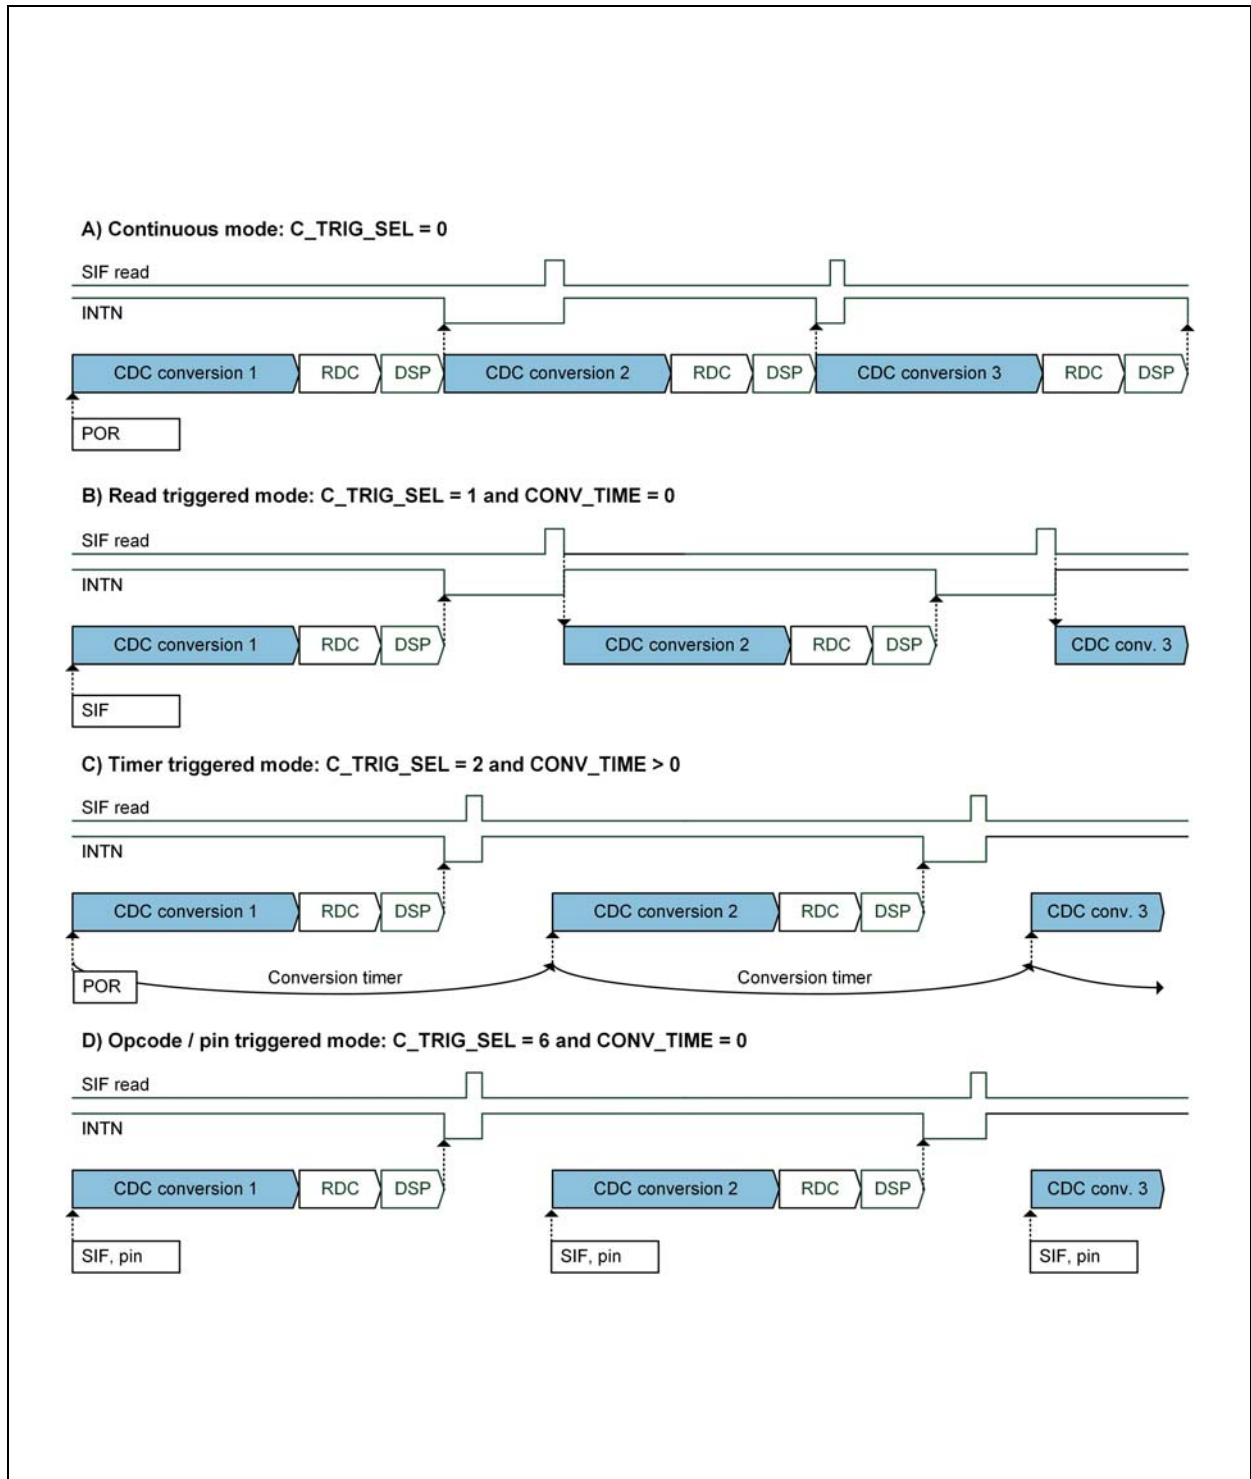 A) Continuous mode: C_TRIG_SEL = 0
SIF read
INTN
CDC conversion 1 RDC DSP CDC conversion 2 RDC DSP CDC conversion 3 RDC DSP
POR
B) Read triggered mode: C_TRIG_SEL = 1 and CONV_TIME = 0
SIF read
INTN
CDC conversion 1 RDC DSP CDC conversion 2 RDC DSP CDC conv. 3
SIF
C) Timer triggered mode: C_TRIG_SEL = 2 and CONV_TIME > 0
SIF read
INTN
CDC conversion 1 RDC DSP CDC conversion 2 RDC DSP CDC conv. 3
POR Conversion timer Conversion timer
D) Opcode / pin triggered mode: C_TRIG_SEL = 6 and CONV_TIME = 0
SIF read
INTN
CDC conversion 1 RDC DSP CDC conversion 2 RDC DSP CDC conv. 3
SIF, pin SIF, pin SIF, pin